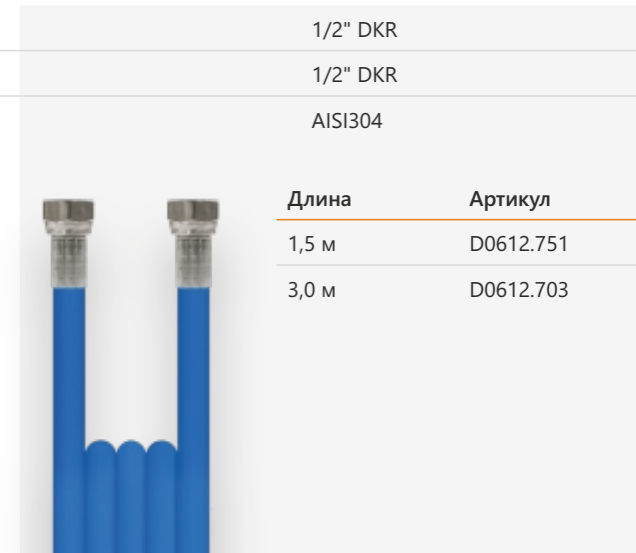 1/2" DKR
1/2" DKR
AISI304
Длина Артикул
1,5 м D0612.751
3,0 м D0612.703